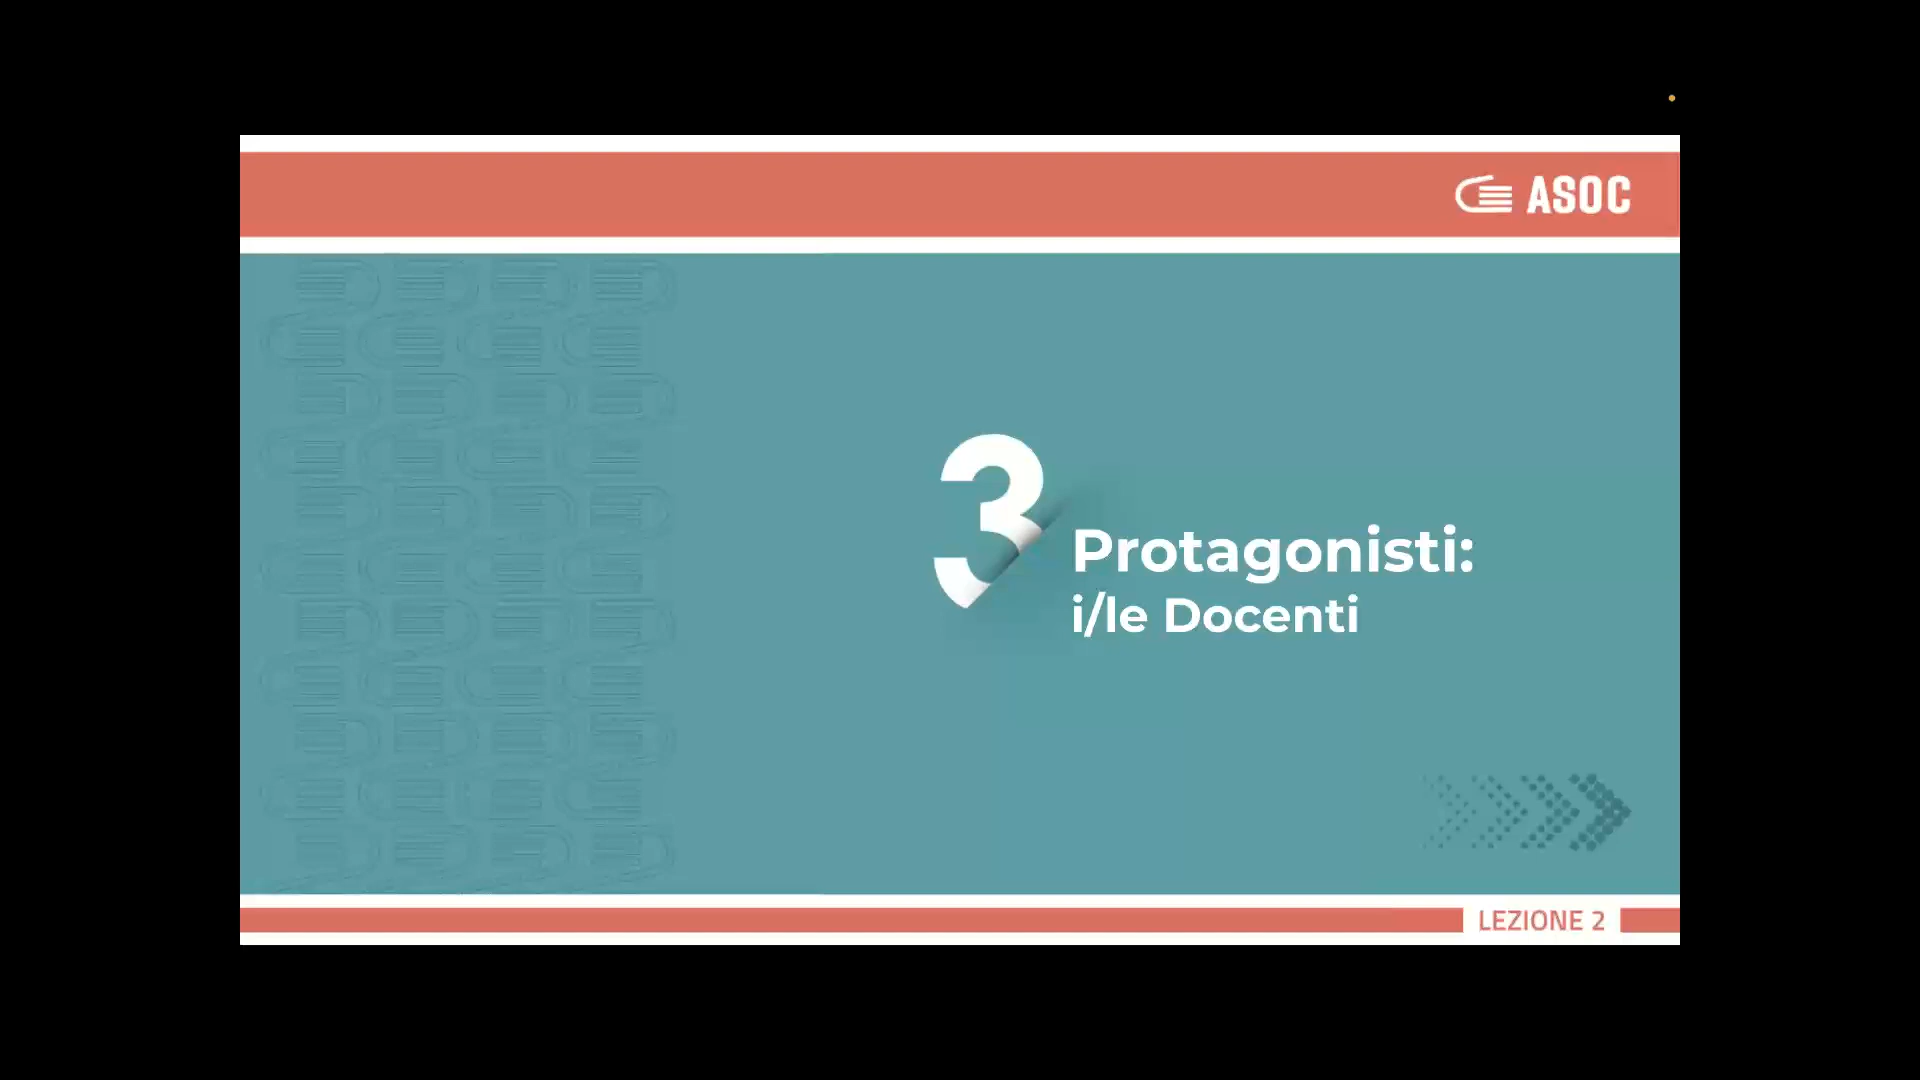 ASOC
3
Protagonisti:
i/le Docenti
LEZIONE 2